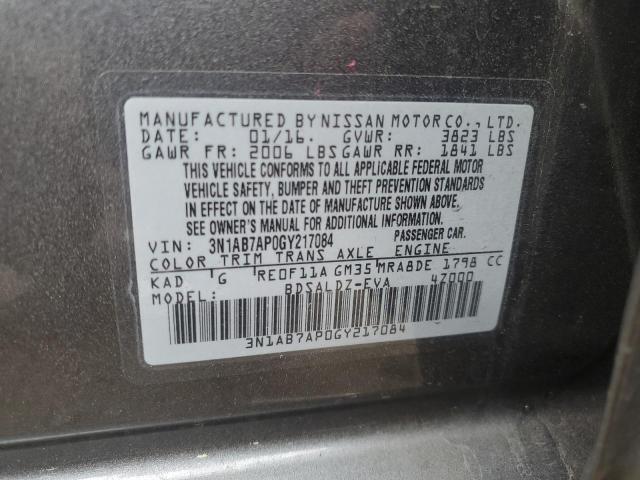 MANUFACTURED BY NISSAN MOTOR CO., LTD.
DATE: 01/16. GVWR: 3823 LBS
GAWR FR: 2006 LBS GAWR RR: 1841 LBS
THIS VEHICLE CONFORMS TO ALL APPLICABLE FEDERAL MOTOR
VEHICLE SAFETY, BUMPER AND THEFT PREVENTION STANDARDS
IN EFFECT ON THE DATE OF MANUFACTURE SHOWN ABOVE.
SEE OWNER'S MANUAL FOR ADDITIONAL INFORMATION.
VIN: 3N1AB7AP0GY217084 PASSENGER CAR.
COLOR TRIM TRANS AXLE ENGINE
KAD G RE0F11A GM35 MRA8DE 1798 CC
MODEL: BDSALDZ-EVA 47000
3N1AB7AP0GY217084